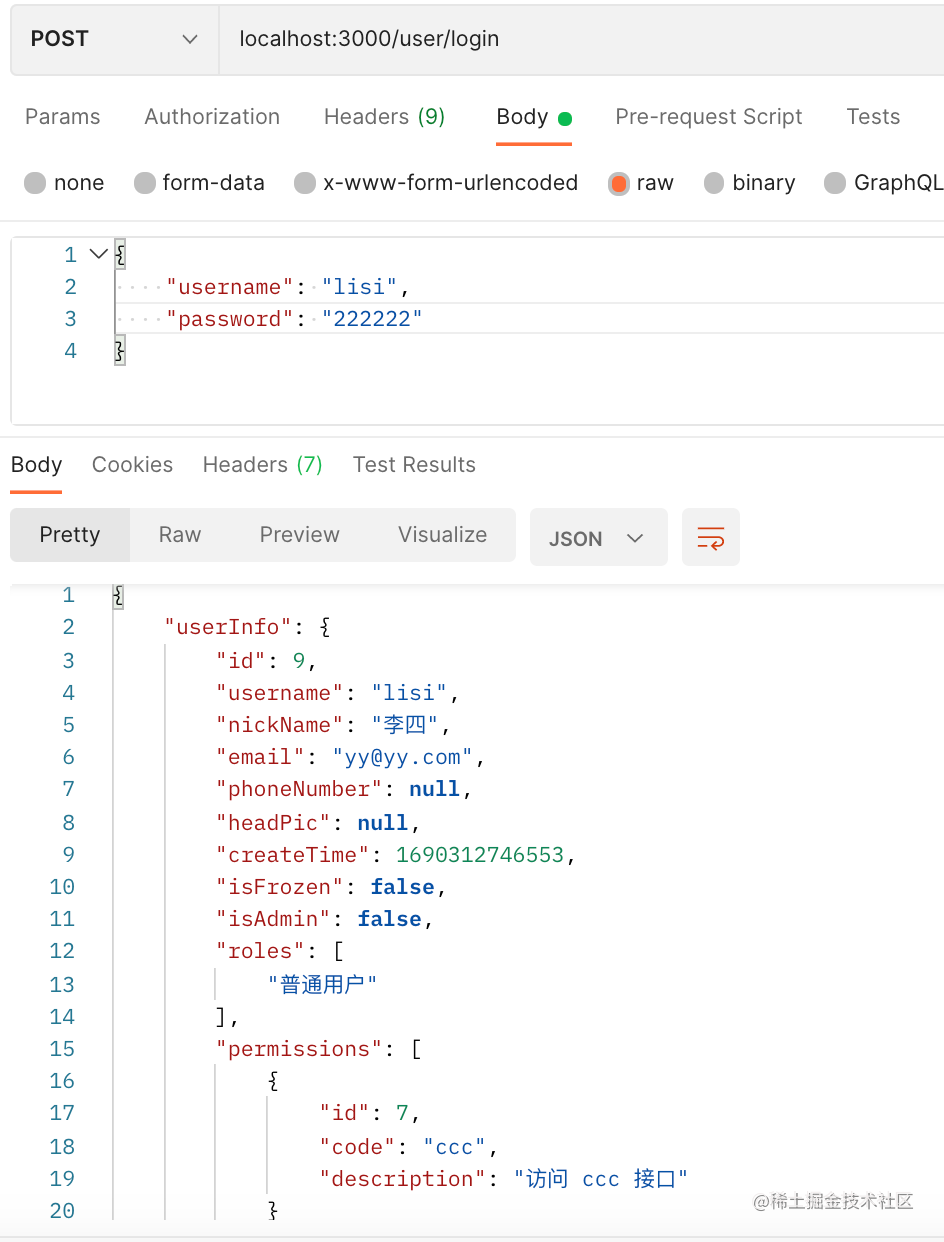 POST localhost:3000/user/login
Params Authorization Headers (9) Body Pre-request Script Tests
none form-data x-www-form-urlencoded raw binary GraphQL
1 {
2 "username": "lisi",
3 "password": "222222"
4 }
Body Cookies Headers (7) Test Results
Pretty Raw Preview Visualize JSON
1 {
2 "userInfo": {
3 "id": 9,
4 "username": "lisi",
5 "nickName": "李四",
6 "email": "yy@yy.com",
7 "phoneNumber": null,
8 "headPic": null,
9 "createTime": 1690312746553,
10 "isFrozen": false,
11 "isAdmin": false,
12 "roles": [
13 "普通用户"
14 ],
15 "permissions": [
16 {
17 "id": 7,
18 "code": "ccc",
19 "description": "访问 ccc 接口"
20 }
@稀土掘金技术社区